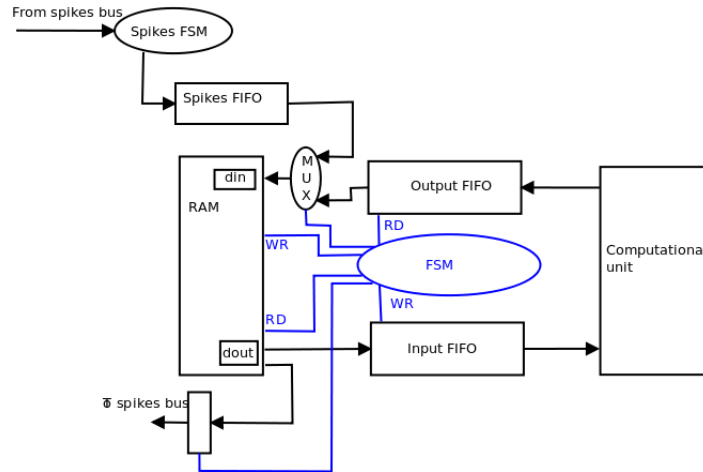 From spikes bus
Spikes FSM
Spikes FIFO
M
U
X
din
Output FIFO
RAM
RD
WR
Computationa
unit
FSM
WR
RD
dout
Input FIFO
To spikes bus